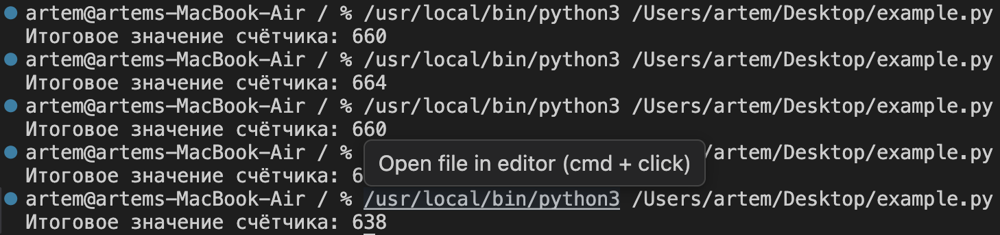 artem@artems-MacBook-Air / % /usr/local/bin/python3 /Users/artem/Desktop/example.py
Итоговое значение счётчика: 660
artem@artems-MacBook-Air / % /usr/local/bin/python3 /Users/artem/Desktop/example.py
Итоговое значение счётчика: 664
artem@artems-MacBook-Air / % /usr/local/bin/python3 /Users/artem/Desktop/example.py
Итоговое значение счётчика: 660
artem@artems-MacBook-Air / % /artem/Desktop/example.py
Open file in editor (cmd + click)
Итоговое значение счётчика:
artem@artems-MacBook-Air / % /usr/local/bin/python3 /Users/artem/Desktop/example.py
Итоговое значение счётчика: 638